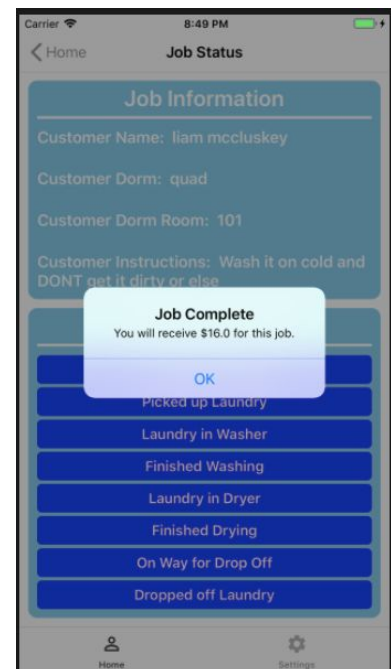 Carrier 8:49 PM
Home Job Status
Job Information
Customer Name: liam mccluskey
Customer Dorm: quad
Customer Dorm Room: 101
Customer Instructions: Wash it on cold and
DONT get it dirty or else
Job Complete
You will receive $16.0 for this job.
OK
Picked up Laundry
Laundry in Washer
Finished Washing
Laundry in Dryer
Finished Drying
On Way for Drop Off
Dropped off Laundry
Home Settings